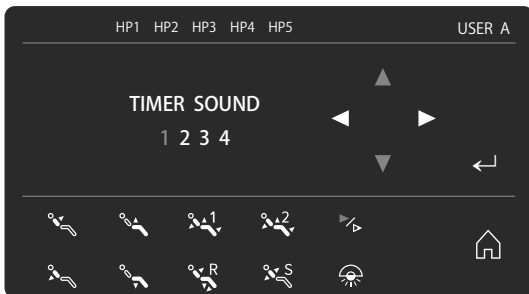 HP1 HP2 HP3 HP4 HP5 USER A
TIMER SOUND
1 2 3 4
1 2
R S